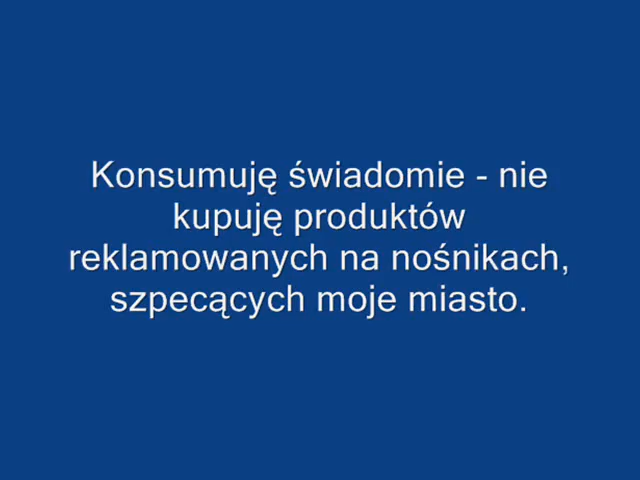 Konsumuję świadomie - nie
kupuję produktów
reklamowanych na nośnikach,
szpecących moje miasto.